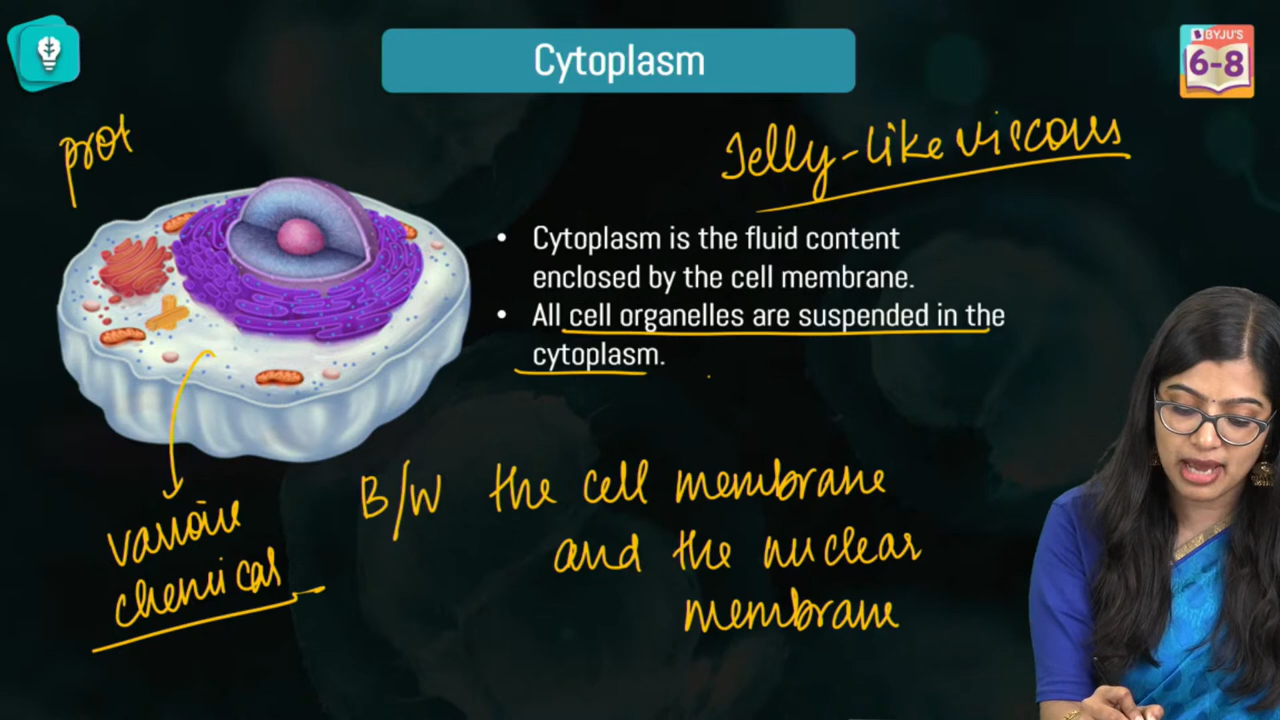 Cytoplasm
BYJU'S
6-8
prot
Jelly-like viscous
• Cytoplasm is the fluid content
enclosed by the cell membrane.
• All cell organelles are suspended in the
cytoplasm.
B/W the cell membrane
and the nuclear
membrane
chemical